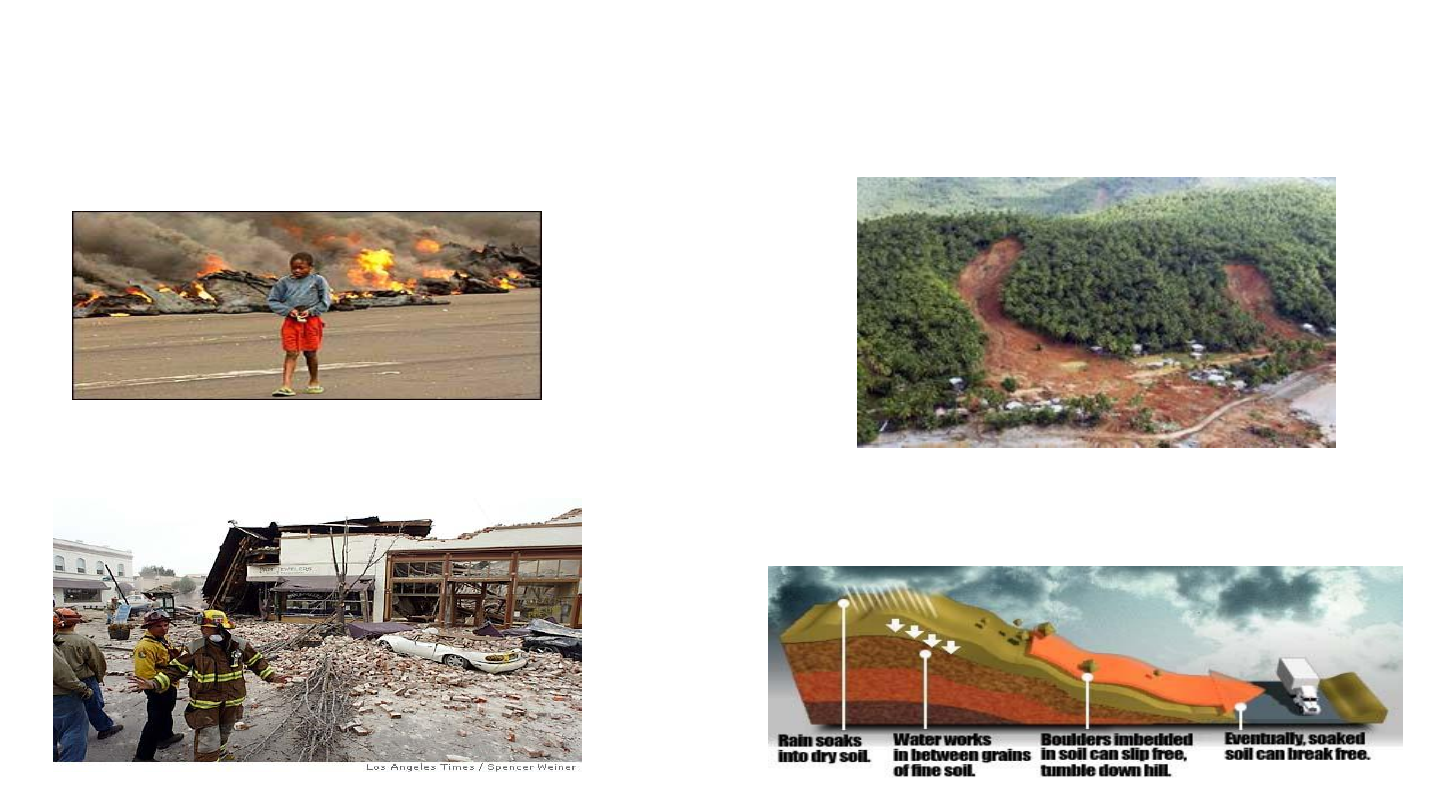 Los Angeles Times / Spencer Weiner
Rain soaks
into dry soil.
Water works
in between grains
of fine soil.
Boulders imbedded
in soil can slip free,
tumble down hill.
Eventually, soaked
soil can break free.